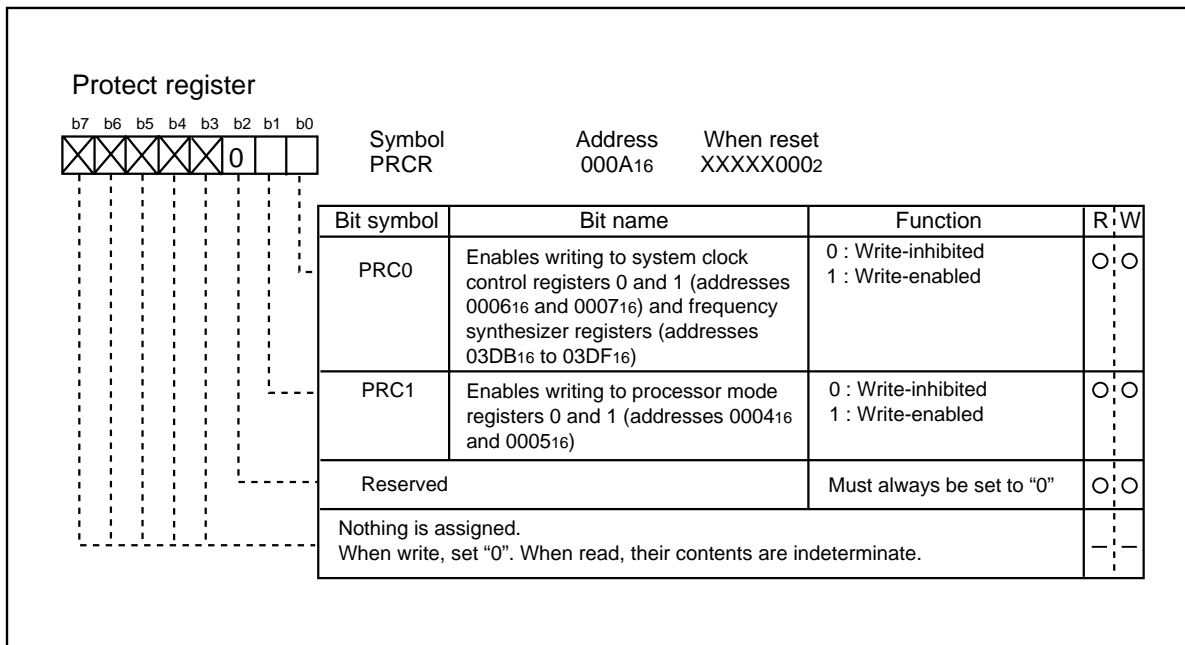 Protect register
b7 b6 b5 b4 b3 b2 b1 b0
0
Symbol Address When reset
PRCR 000A16 XXXXX0002
Bit symbol Bit name Function R W
PRC0 Enables writing to system clock 0 : Write-inhibited
control registers 0 and 1 (addresses 1 : Write-enabled
000616 and 000716) and frequency
synthesizer registers (addresses
03DB16 to 03DF16)
PRC1 Enables writing to processor mode 0 : Write-inhibited
registers 0 and 1 (addresses 000416 1 : Write-enabled
and 000516)
Reserved Must always be set to “0”
Nothing is assigned.
When write, set “0”. When read, their contents are indeterminate.